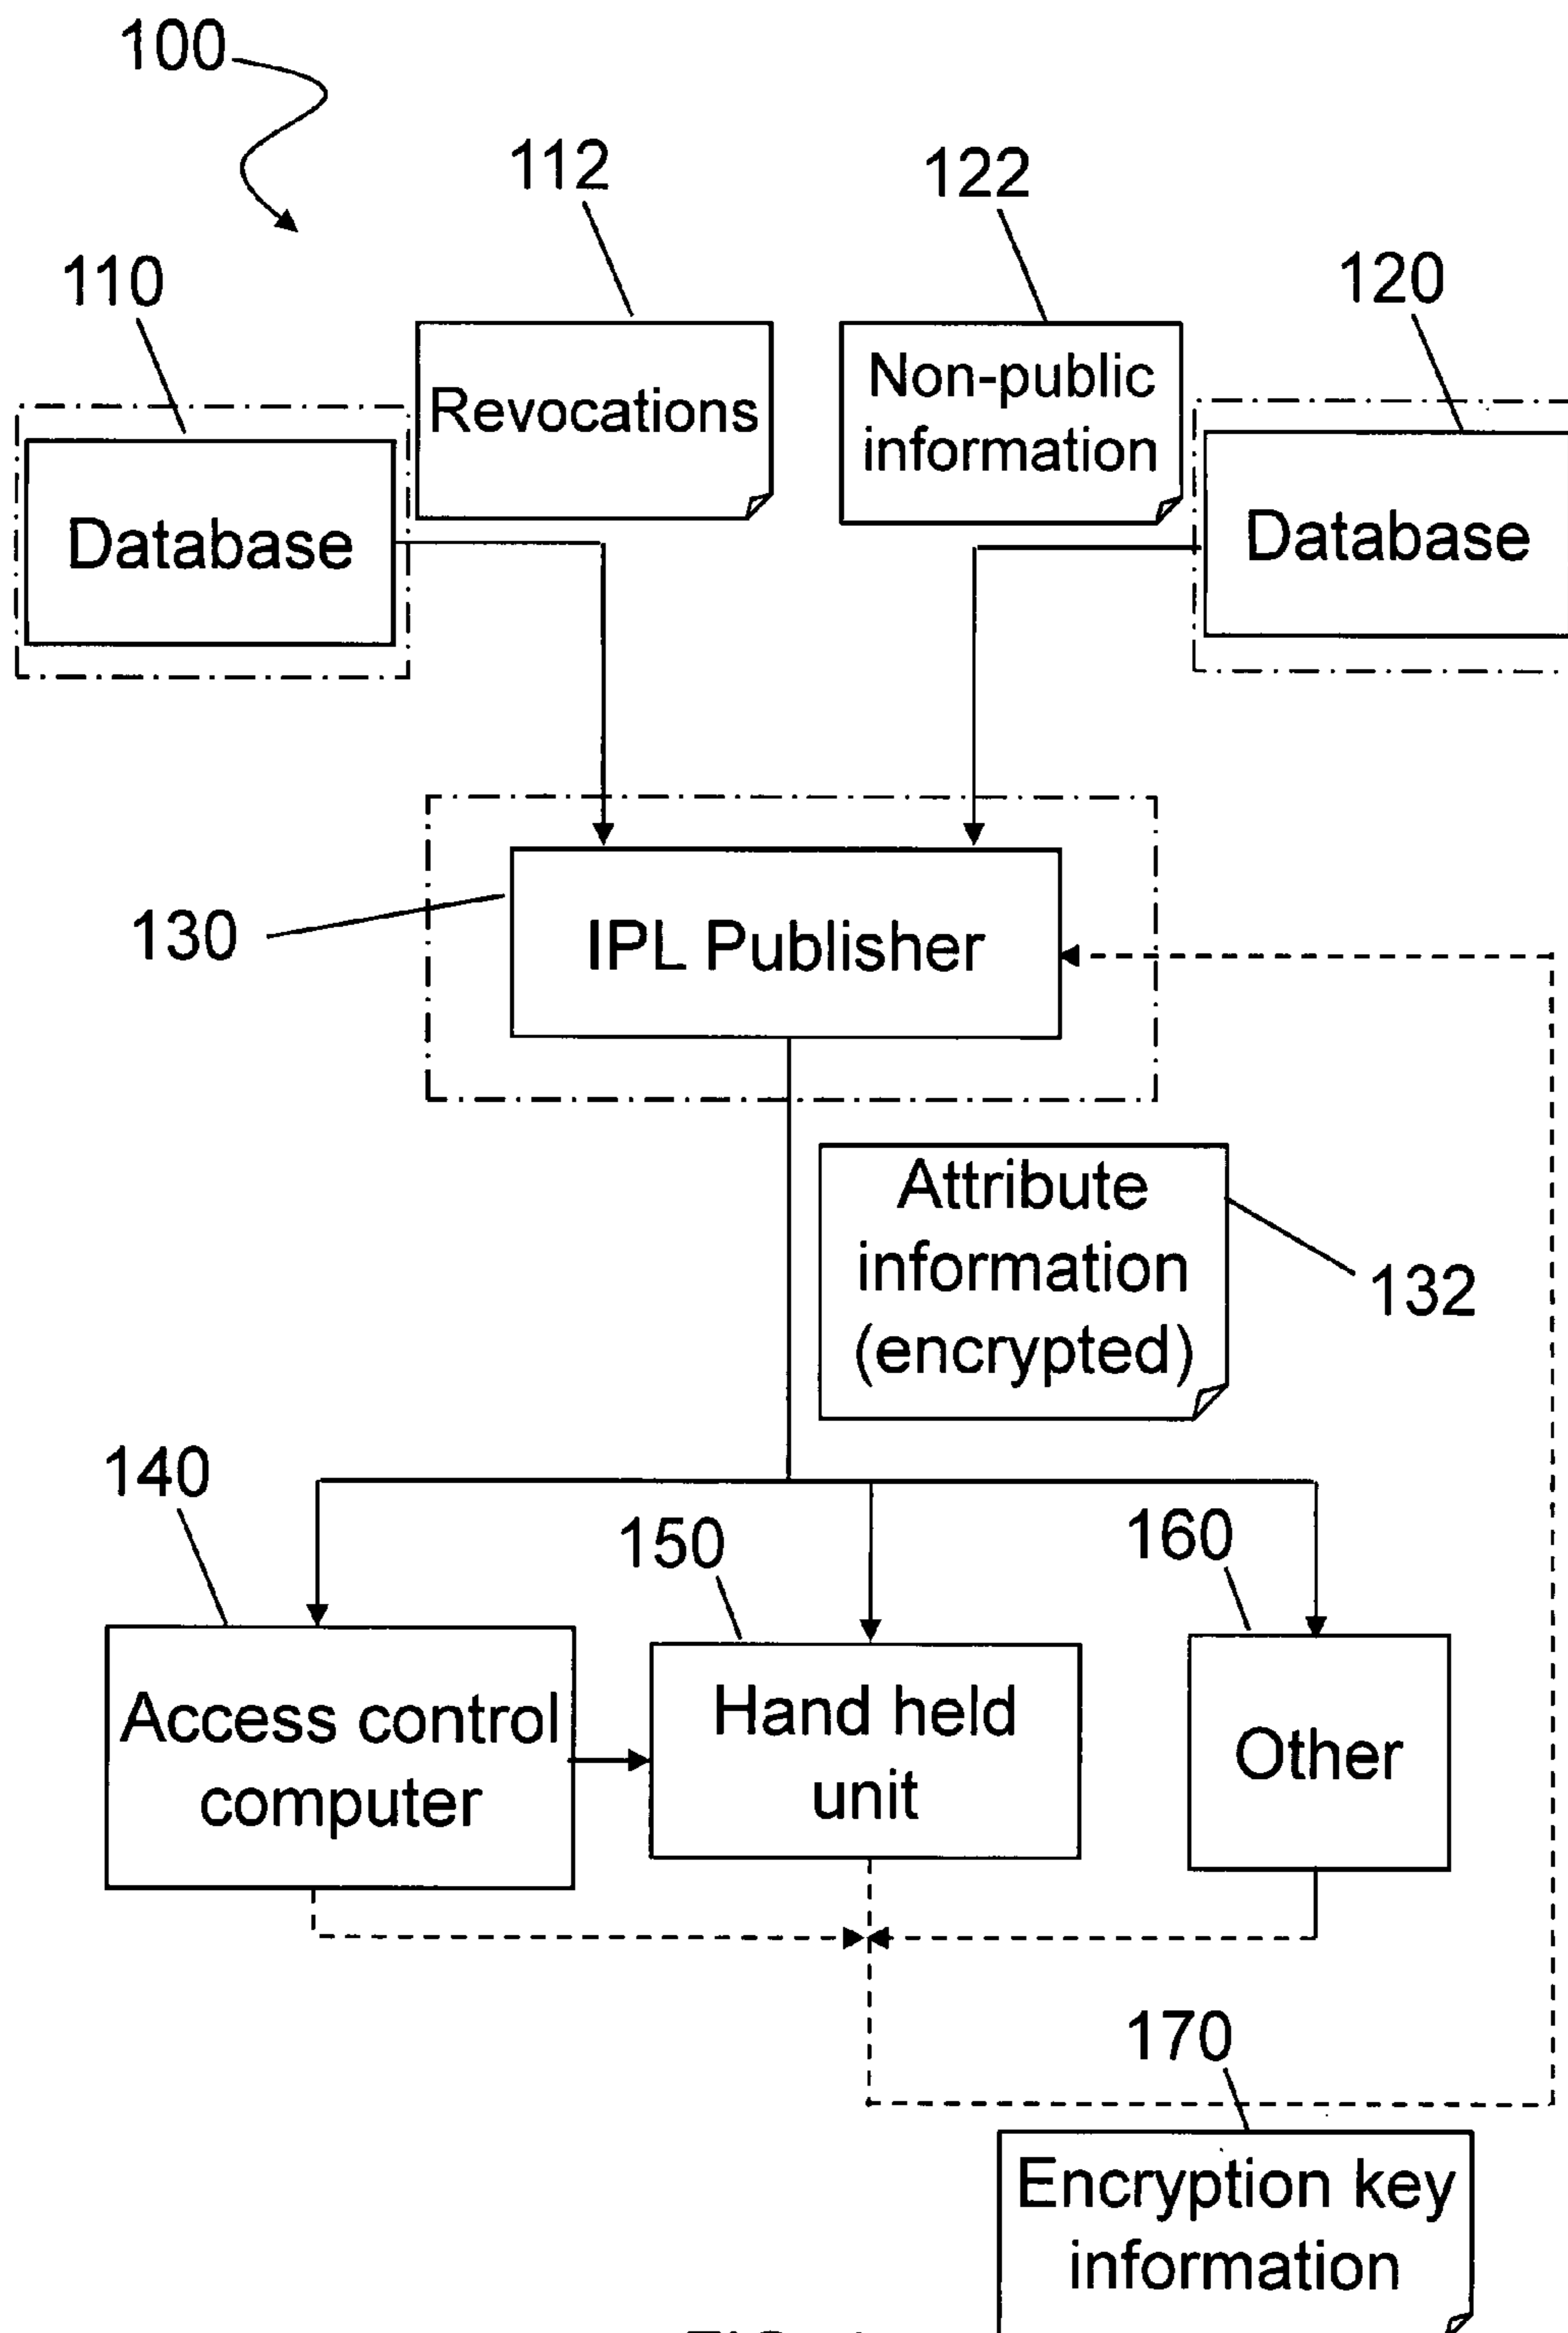 100
112
122
110
120
Revocations
Non-public
information
Database
Database
130
IPL Publisher
Attribute
information
(encrypted)
132
140
150
160
Access control
computer
Hand held
unit
Other
170
Encryption key
information